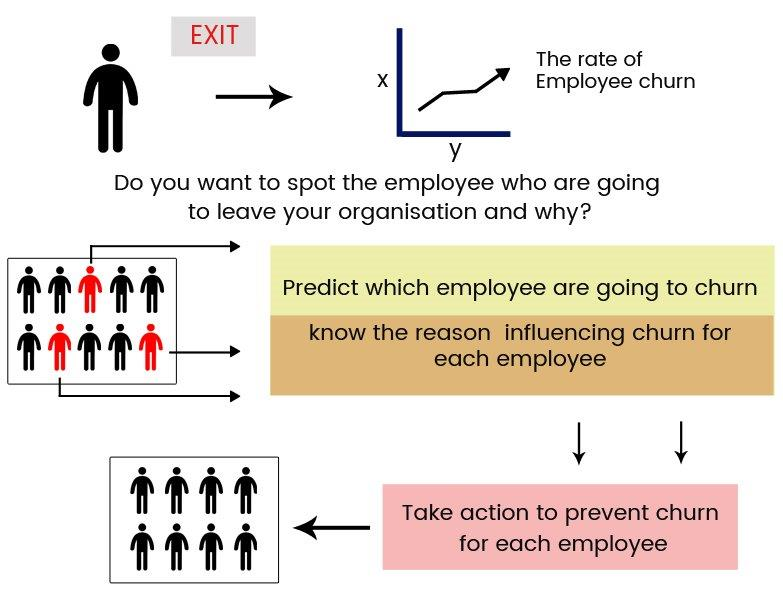 EXIT
x
y
The rate of
Employee churn
Do you want to spot the employee who are going
to leave your organisation and why?
Predict which employee are going to churn
know the reason  influencing churn for
each employee
Take action to prevent churn
for each employee